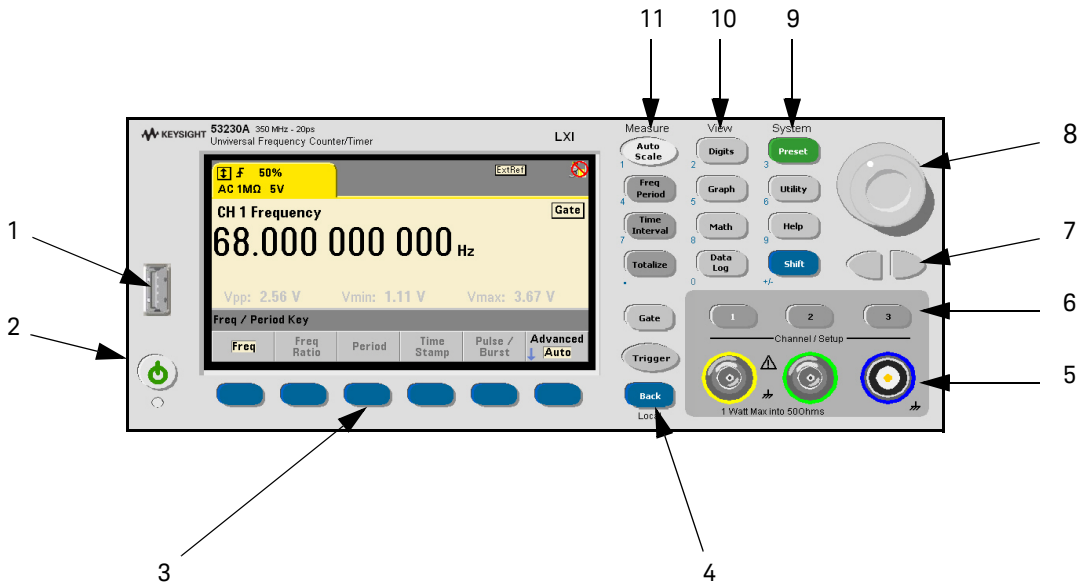 11 10 9
KEYSIGHT 53230A 350 MHz - 20ps
Universal Frequency Counter/Timer
LXI
Measure View System
Auto Scale Digits Preset
1 2 3
Freq Period Graph Utility
4 5 6
Time Interval Math Help
7 8 9
Totalize Data Log Shift
. 0 +/-
8
7
50%
AC 1MΩ 5V
ExtRef
CH 1 Frequency
Gate
68.000 000 000 Hz
Vpp: 2.56 V Vmin: 1.11 V Vmax: 3.67 V
Freq / Period Key
Freq
Freq Ratio
Period
Time Stamp
Pulse / Burst
Advanced
Auto
1
2
Gate
Trigger
Back
1 2 3
Channel / Setup
1 Watt Max into 50Ohms
6
5
3
4